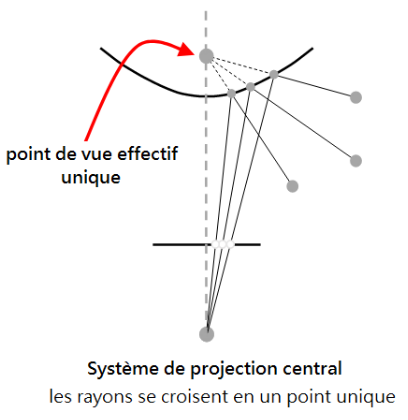 point de vue effectif
unique
Système de projection central
les rayons se croisent en un point unique